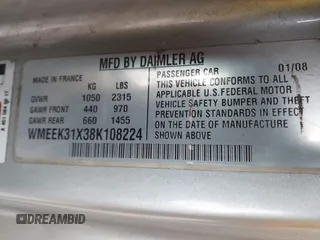 MFD BY DAIMLER AG
MADE IN FRANCE
KG LBS
GVWR 1050 2315
GAWR FRONT 440 970
GAWR REAR 660 1455
WMEEK31X38K108224
PASSENGER CAR 01/08
THIS VEHICLE CONFORMS TO ALL
APPLICABLE U.S.FEDERAL MOTOR
VEHICLE SAFETY,BUMPER AND THEFT
PREVENTION STANDARDS IN EFFECT
ON THE DATE OF MANUFACTURE
SHOWN ABOVE.
DREAMBID